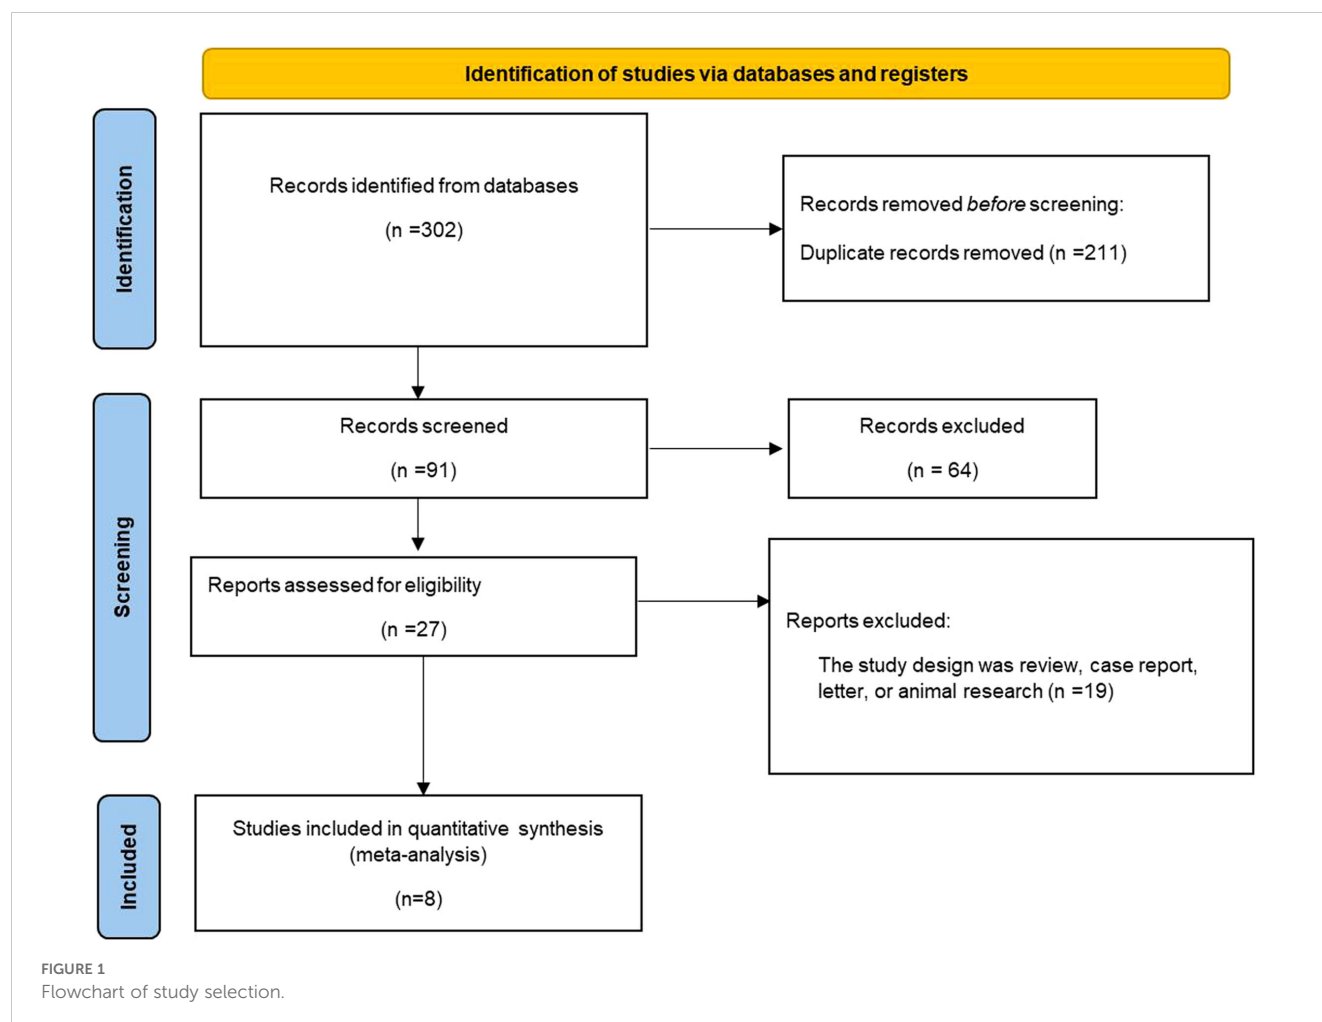 Identification of studies via databases and registers
Identification
Records identified from databases
(n =302)
Records removed before screening:
Duplicate records removed (n =211)
Screening
Records screened
(n =91)
Records excluded
(n = 64)
Reports assessed for eligibility
(n =27)
Reports excluded:
The study design was review, case report,
letter, or animal research (n =19)
Included
Studies included in quantitative synthesis
(meta-analysis)
(n=8)
FIGURE 1
Flowchart of study selection.